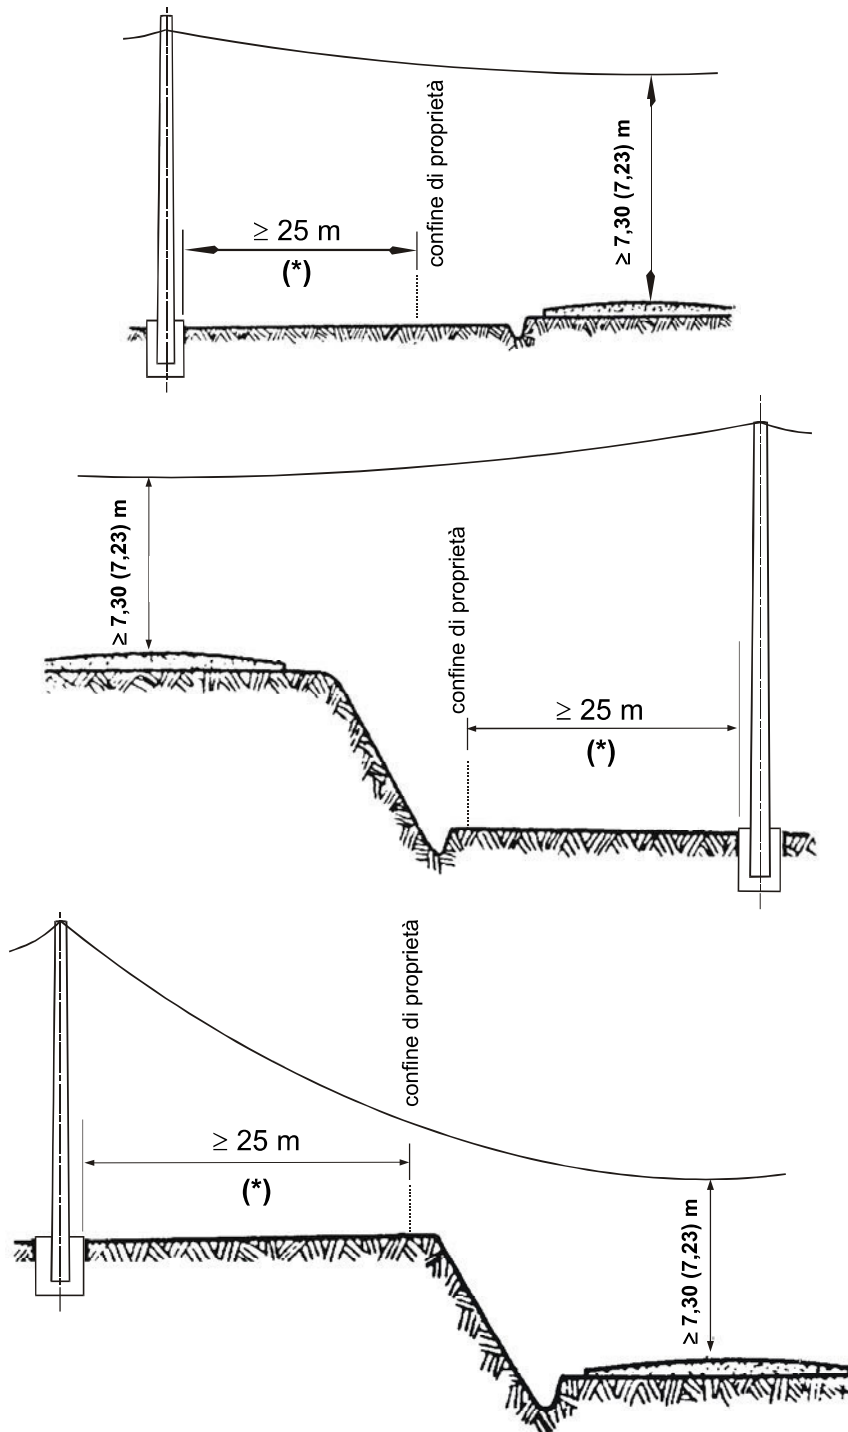 confine di proprietà
≥ 7,30 (7,23) m
≥ 25 m
(*)
≥ 7,30 (7,23) m
confine di proprietà
≥ 25 m
(*)
confine di proprietà
≥ 25 m
(*)
≥ 7,30 (7,23) m